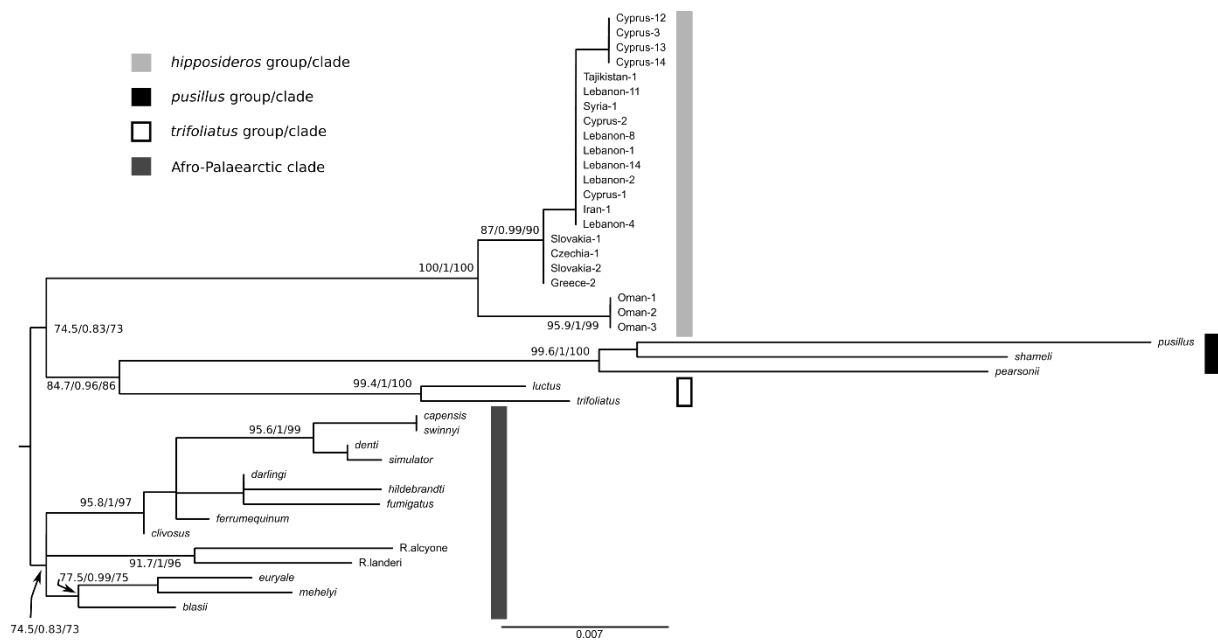 Cyprus-12
Cyprus-3
Cyprus-13
Cyprus-14
hipposideros group/clade
pusillus group/clade
trifoliatus group/clade
Afro-Palaearctic clade
Tajikistan-1
Lebanon-11
Syria-1
Cyprus-2
Lebanon-8
Lebanon-1
Lebanon-14
Lebanon-2
Cyprus-1
Iran-1
Lebanon-4
87/0.99/90
Slovakia-1
Czechia-1
Slovakia-2
Greece-2
100/1/100
Oman-1
Oman-2
Oman-3
95.9/1/99
74.5/0.83/73
pusillus
99.6/1/100
shameli
pearsonii
84.7/0.96/86
99.4/1/100
luctus
trifoliatus
capensis
swinnyi
95.6/1/99
denti
simulator
darlingi
hildebrandti
fumigatus
95.8/1/97
ferrumequinum
clivosus
R.alcyone
R.landeri
91.7/1/96
77.5/0.99/75
euryale
mehelyi
blasii
74.5/0.83/73
0.007